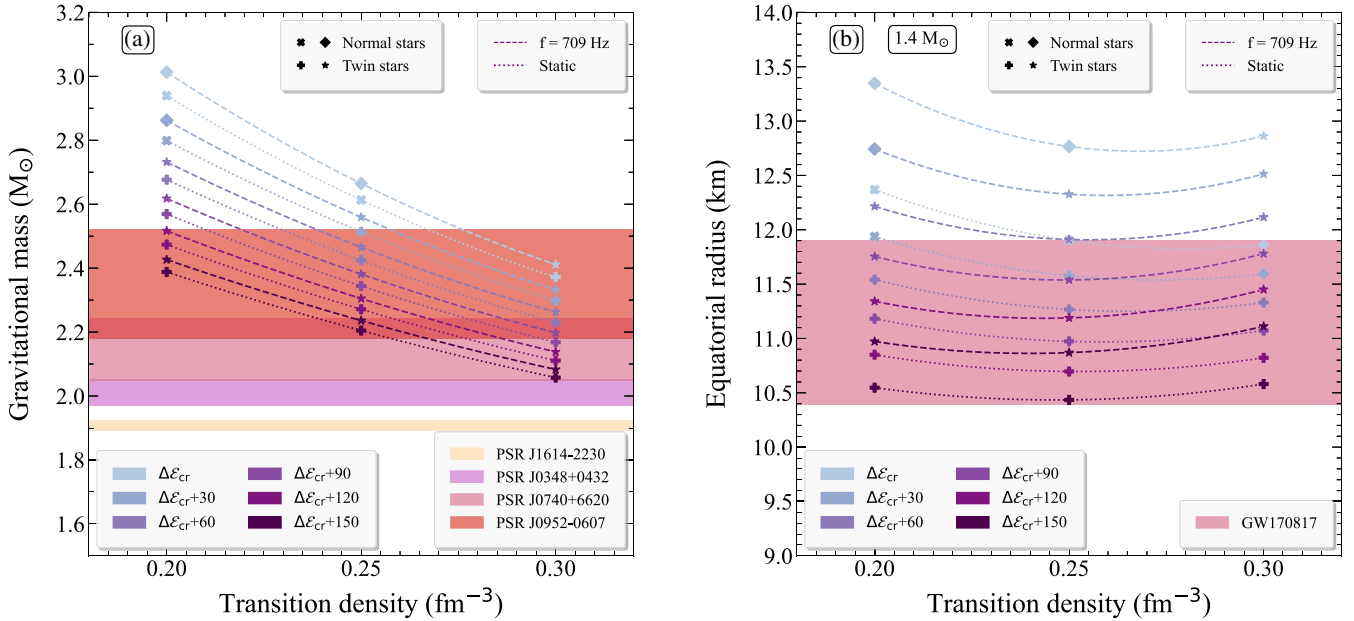 (a)
Normal stars
Twin stars
f = 709 Hz
Static
Gravitational mass (M⊙)
3.2
3.0
2.8
2.6
2.4
2.2
2.0
1.8
1.6
Δℰcr
Δℰcr+30
Δℰcr+60
Δℰcr+90
Δℰcr+120
Δℰcr+150
PSR J1614-2230
PSR J0348+0432
PSR J0740+6620
PSR J0952-0607
0.20 0.25 0.30
Transition density (fm⁻³)
(b)
1.4 M⊙
Normal stars
Twin stars
f = 709 Hz
Static
Equatorial radius (km)
14.0
13.5
13.0
12.5
12.0
11.5
11.0
10.5
10.0
9.5
9.0
Δℰcr
Δℰcr+30
Δℰcr+60
Δℰcr+90
Δℰcr+120
Δℰcr+150
GW170817
0.20 0.25 0.30
Transition density (fm⁻³)